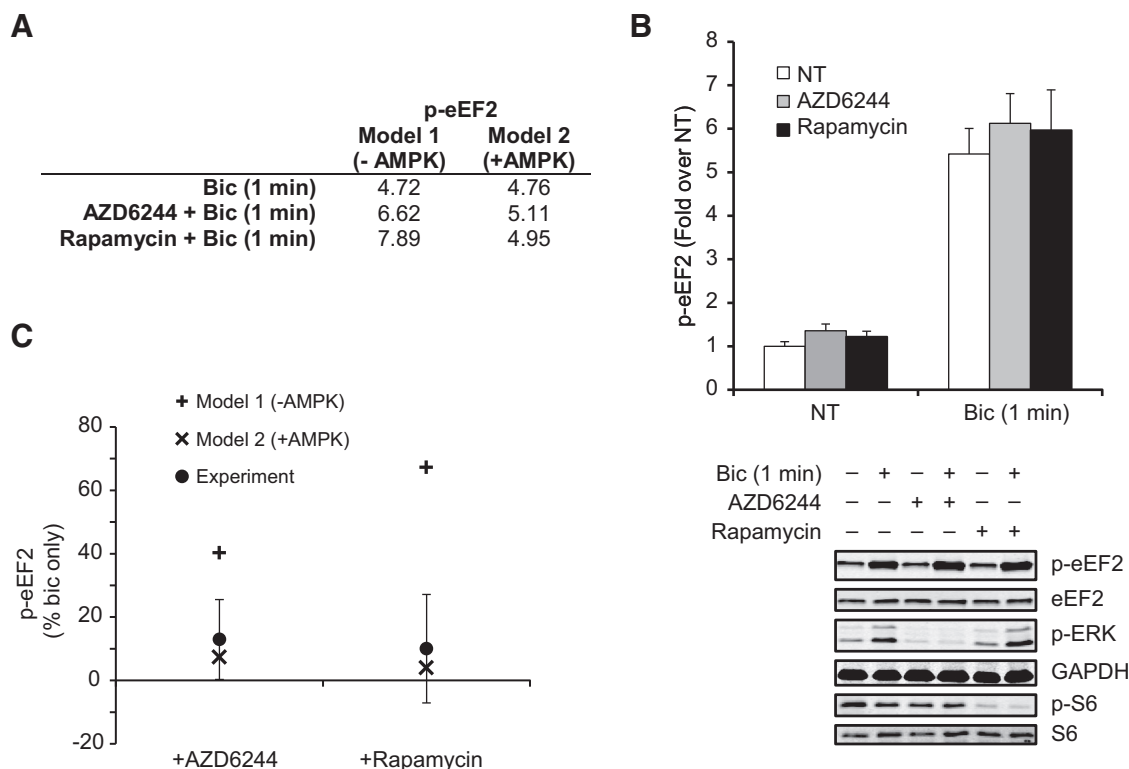 A
p-eEF2
Model 1 Model 2
(- AMPK) (+AMPK)
Bic (1 min) 4.72 4.76
AZD6244 + Bic (1 min) 6.62 5.11
Rapamycin + Bic (1 min) 7.89 4.95
B
p-eEF2 (Fold over NT)
8
7
6
5
4
3
2
1
0
NT
AZD6244
Rapamycin
NT Bic (1 min)
Bic (1 min) − + − + − +
AZD6244 − − + + − −
Rapamycin − − − − + +
p-eEF2
eEF2
p-ERK
GAPDH
p-S6
S6
C
+ Model 1 (-AMPK)
× Model 2 (+AMPK)
● Experiment
p-eEF2
(% bic only)
80
60
40
20
0
-20
+AZD6244 +Rapamycin